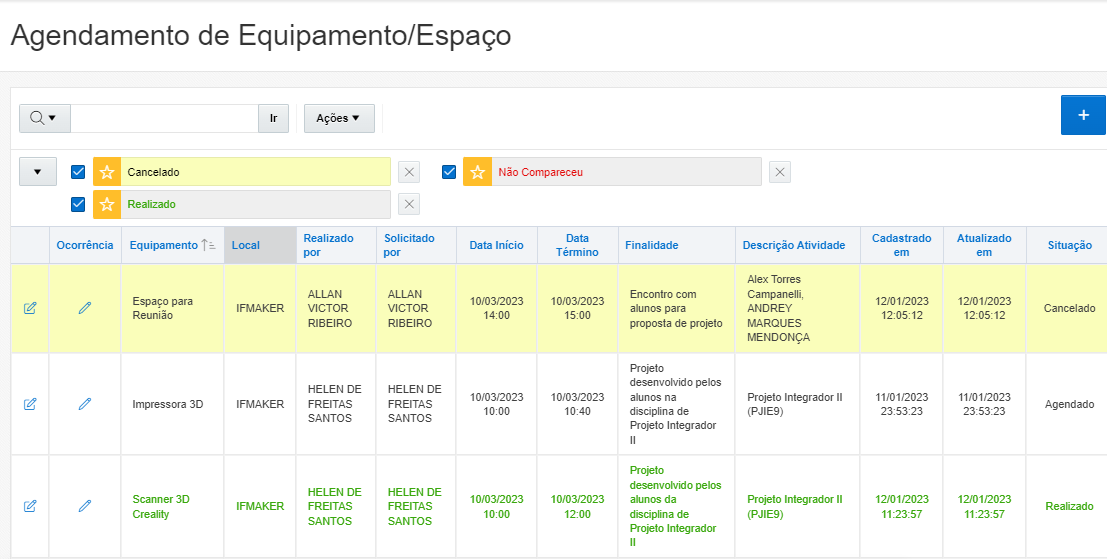 Agendamento de Equipamento/Espaço
Ir
Ações
+
Cancelado
Não Compareceu
Realizado
Ocorrência
Equipamento
Local
Realizado
por
Solicitado
por
Data Início
Data
Término
Finalidade
Descrição Atividade
Cadastrado
em
Atualizado
em
Situação
Espaço para
Reunião
IFMAKER
ALLAN
VICTOR
RIBEIRO
ALLAN
VICTOR
RIBEIRO
10/03/2023
14:00
10/03/2023
15:00
Encontro com
alunos para
proposta de projeto
Alex Torres
Campanelli,
ANDREY
MARQUES
MENDONÇA
12/01/2023
12:05:12
12/01/2023
12:05:12
Cancelado
Impressora 3D
IFMAKER
HELEN DE
FREITAS
SANTOS
HELEN DE
FREITAS
SANTOS
10/03/2023
10:00
10/03/2023
10:40
Projeto
desenvolvido pelos
alunos na
disciplina de
Projeto Integrador
II
Projeto Integrador II
(PJIE9)
11/01/2023
23:53:23
11/01/2023
23:53:23
Agendado
Scanner 3D
Creality
IFMAKER
HELEN DE
FREITAS
SANTOS
HELEN DE
FREITAS
SANTOS
10/03/2023
10:00
10/03/2023
12:00
Projeto
desenvolvido pelos
alunos da
disciplina de
Projeto Integrador
II
Projeto Integrador II
(PJIE9)
12/01/2023
11:23:57
12/01/2023
11:23:57
Realizado